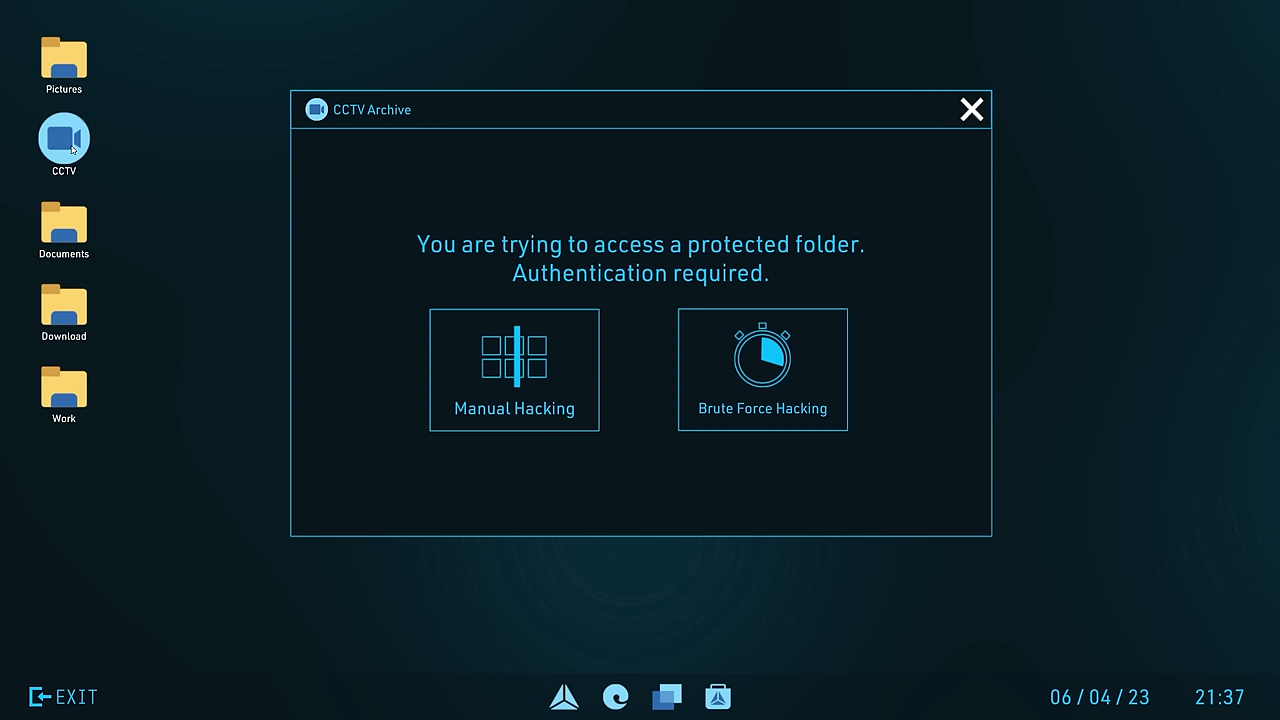 Pictures
CCTV
Documents
Download
Work
CCTV Archive
You are trying to access a protected folder.
Authentication required.
Manual Hacking
Brute Force Hacking
EXIT
06 / 04 / 23
21:37